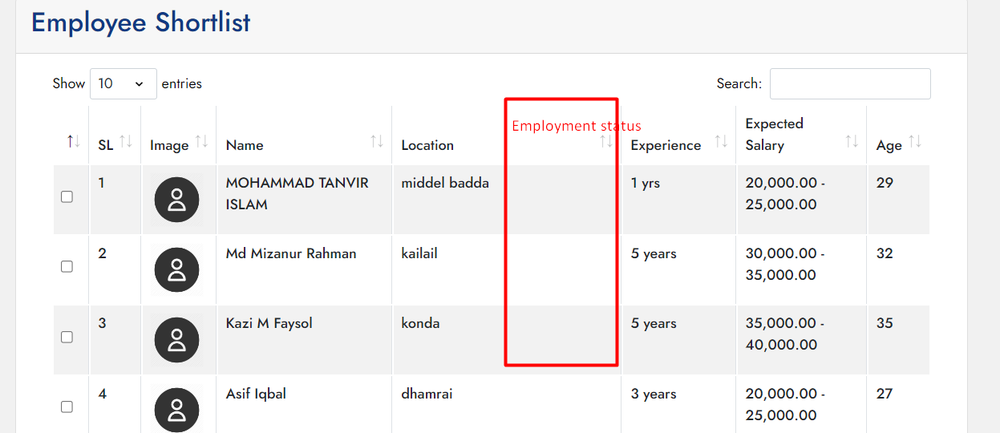 Employee Shortlist
Show 10 entries Search:
Employment status
SL Image Name Location Experience Expected Salary Age
1 MOHAMMAD TANVIR ISLAM middel badda 1 yrs 20,000.00 - 25,000.00 29
2 Md Mizanur Rahman kailail 5 years 30,000.00 - 35,000.00 32
3 Kazi M Faysol konda 5 years 35,000.00 - 40,000.00 35
4 Asif Iqbal dhamrai 3 years 20,000.00 - 25,000.00 27